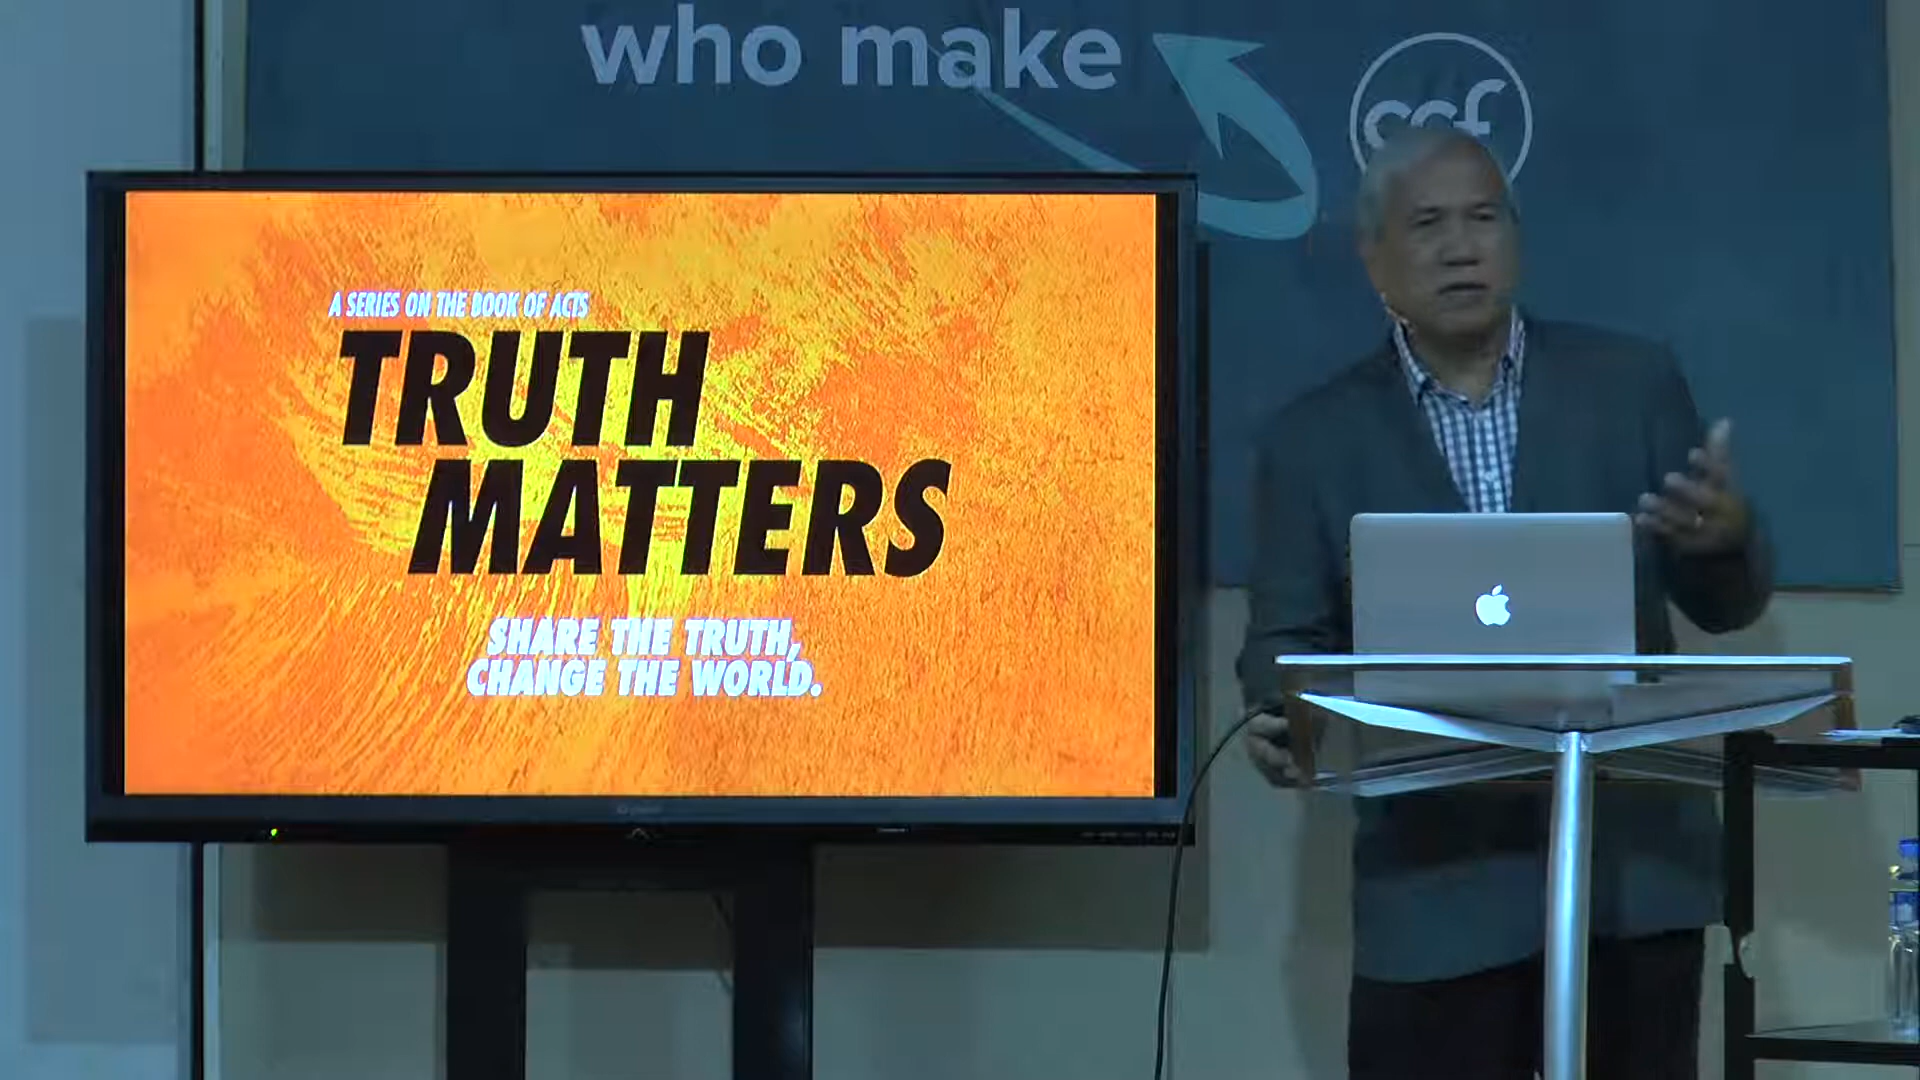 who make
ccf
A SERIES ON THE BOOK OF ACTS
TRUTH
MATTERS
SHARE THE TRUTH,
CHANGE THE WORLD.